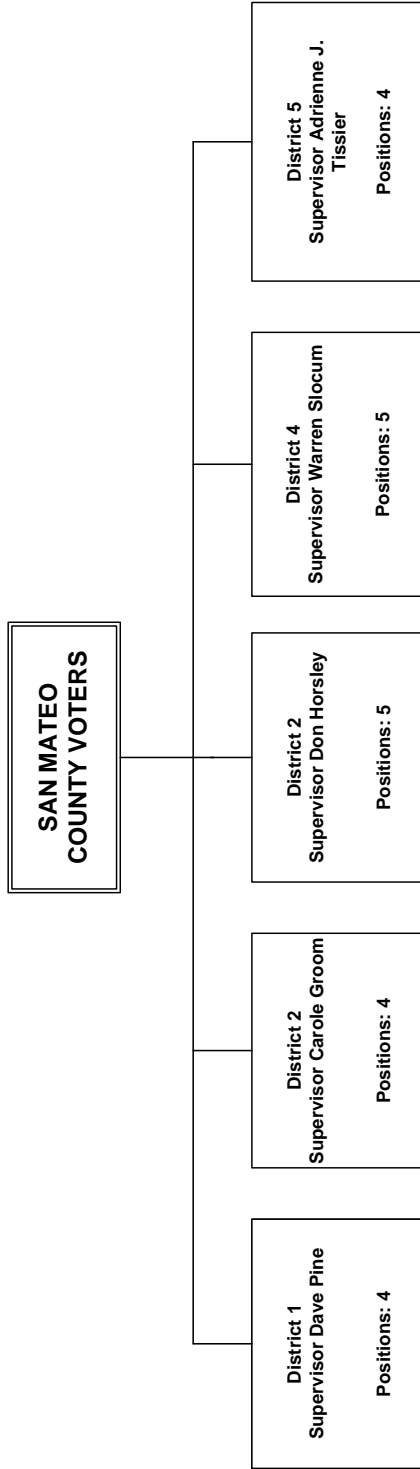 SAN MATEO
COUNTY VOTERS
District 1
Supervisor Dave Pine
Positions: 4
District 2
Supervisor Carole Groom
Positions: 4
District 2
Supervisor Don Horsley
Positions: 5
District 4
Supervisor Warren Slocum
Positions: 5
District 5
Supervisor Adrienne J.
Tissier
Positions: 4